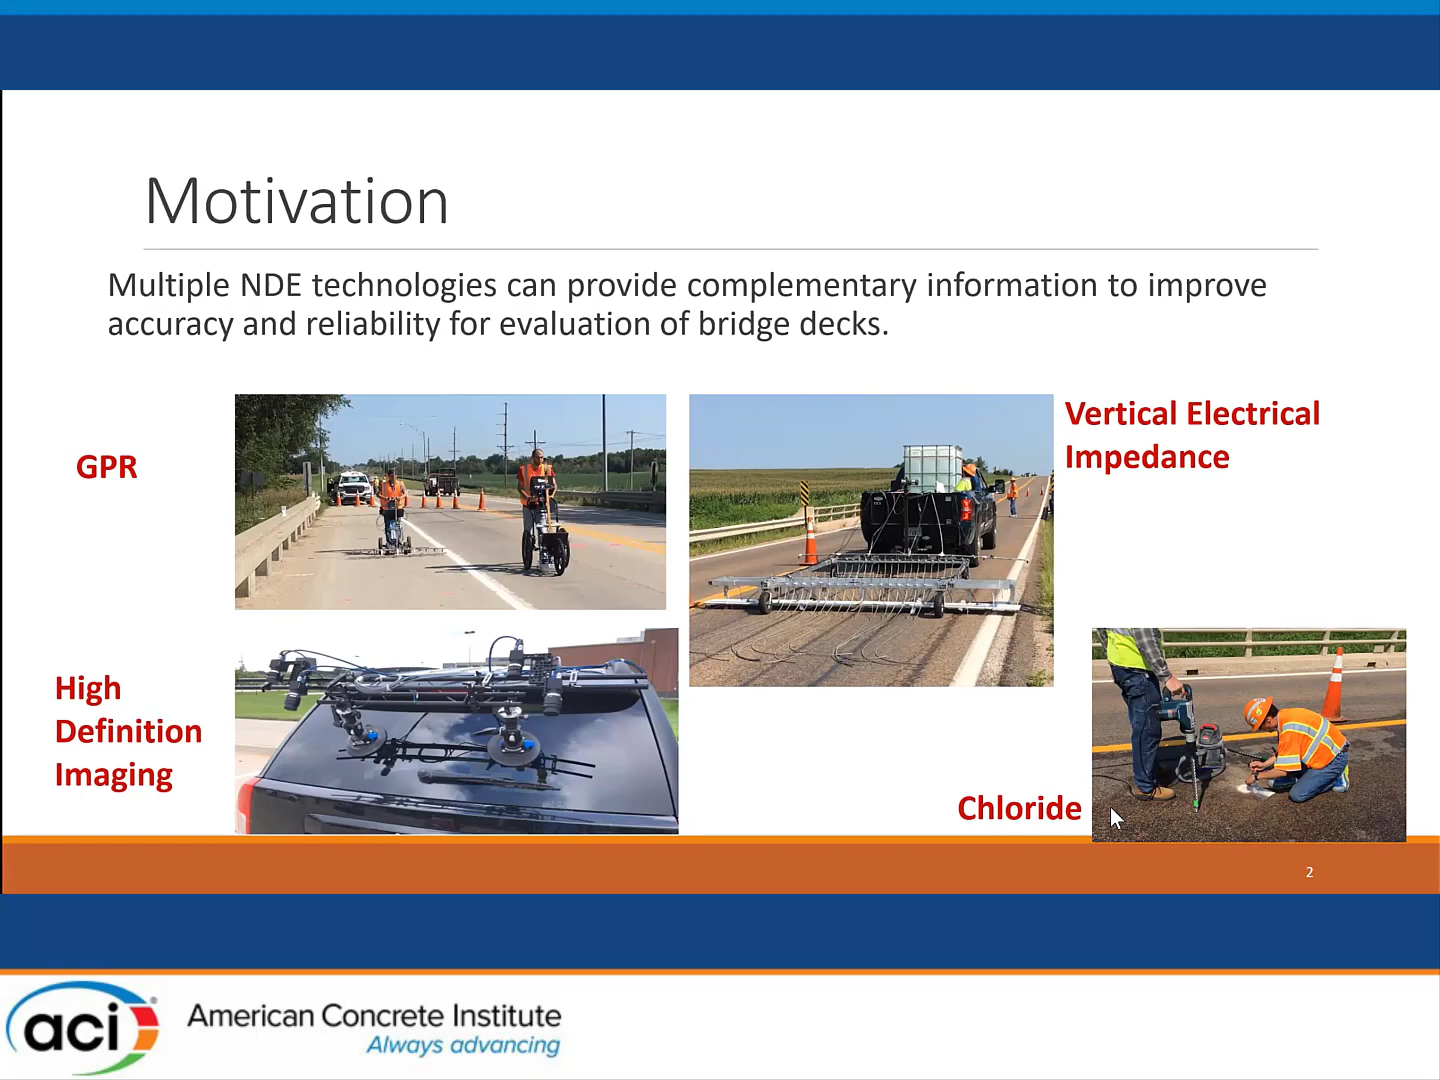 Motivation
Multiple NDE technologies can provide complementary information to improve
accuracy and reliability for evaluation of bridge decks.
GPR
Vertical Electrical
Impedance
High
Definition
Imaging
Chloride
2
aci
American Concrete Institute
Always advancing